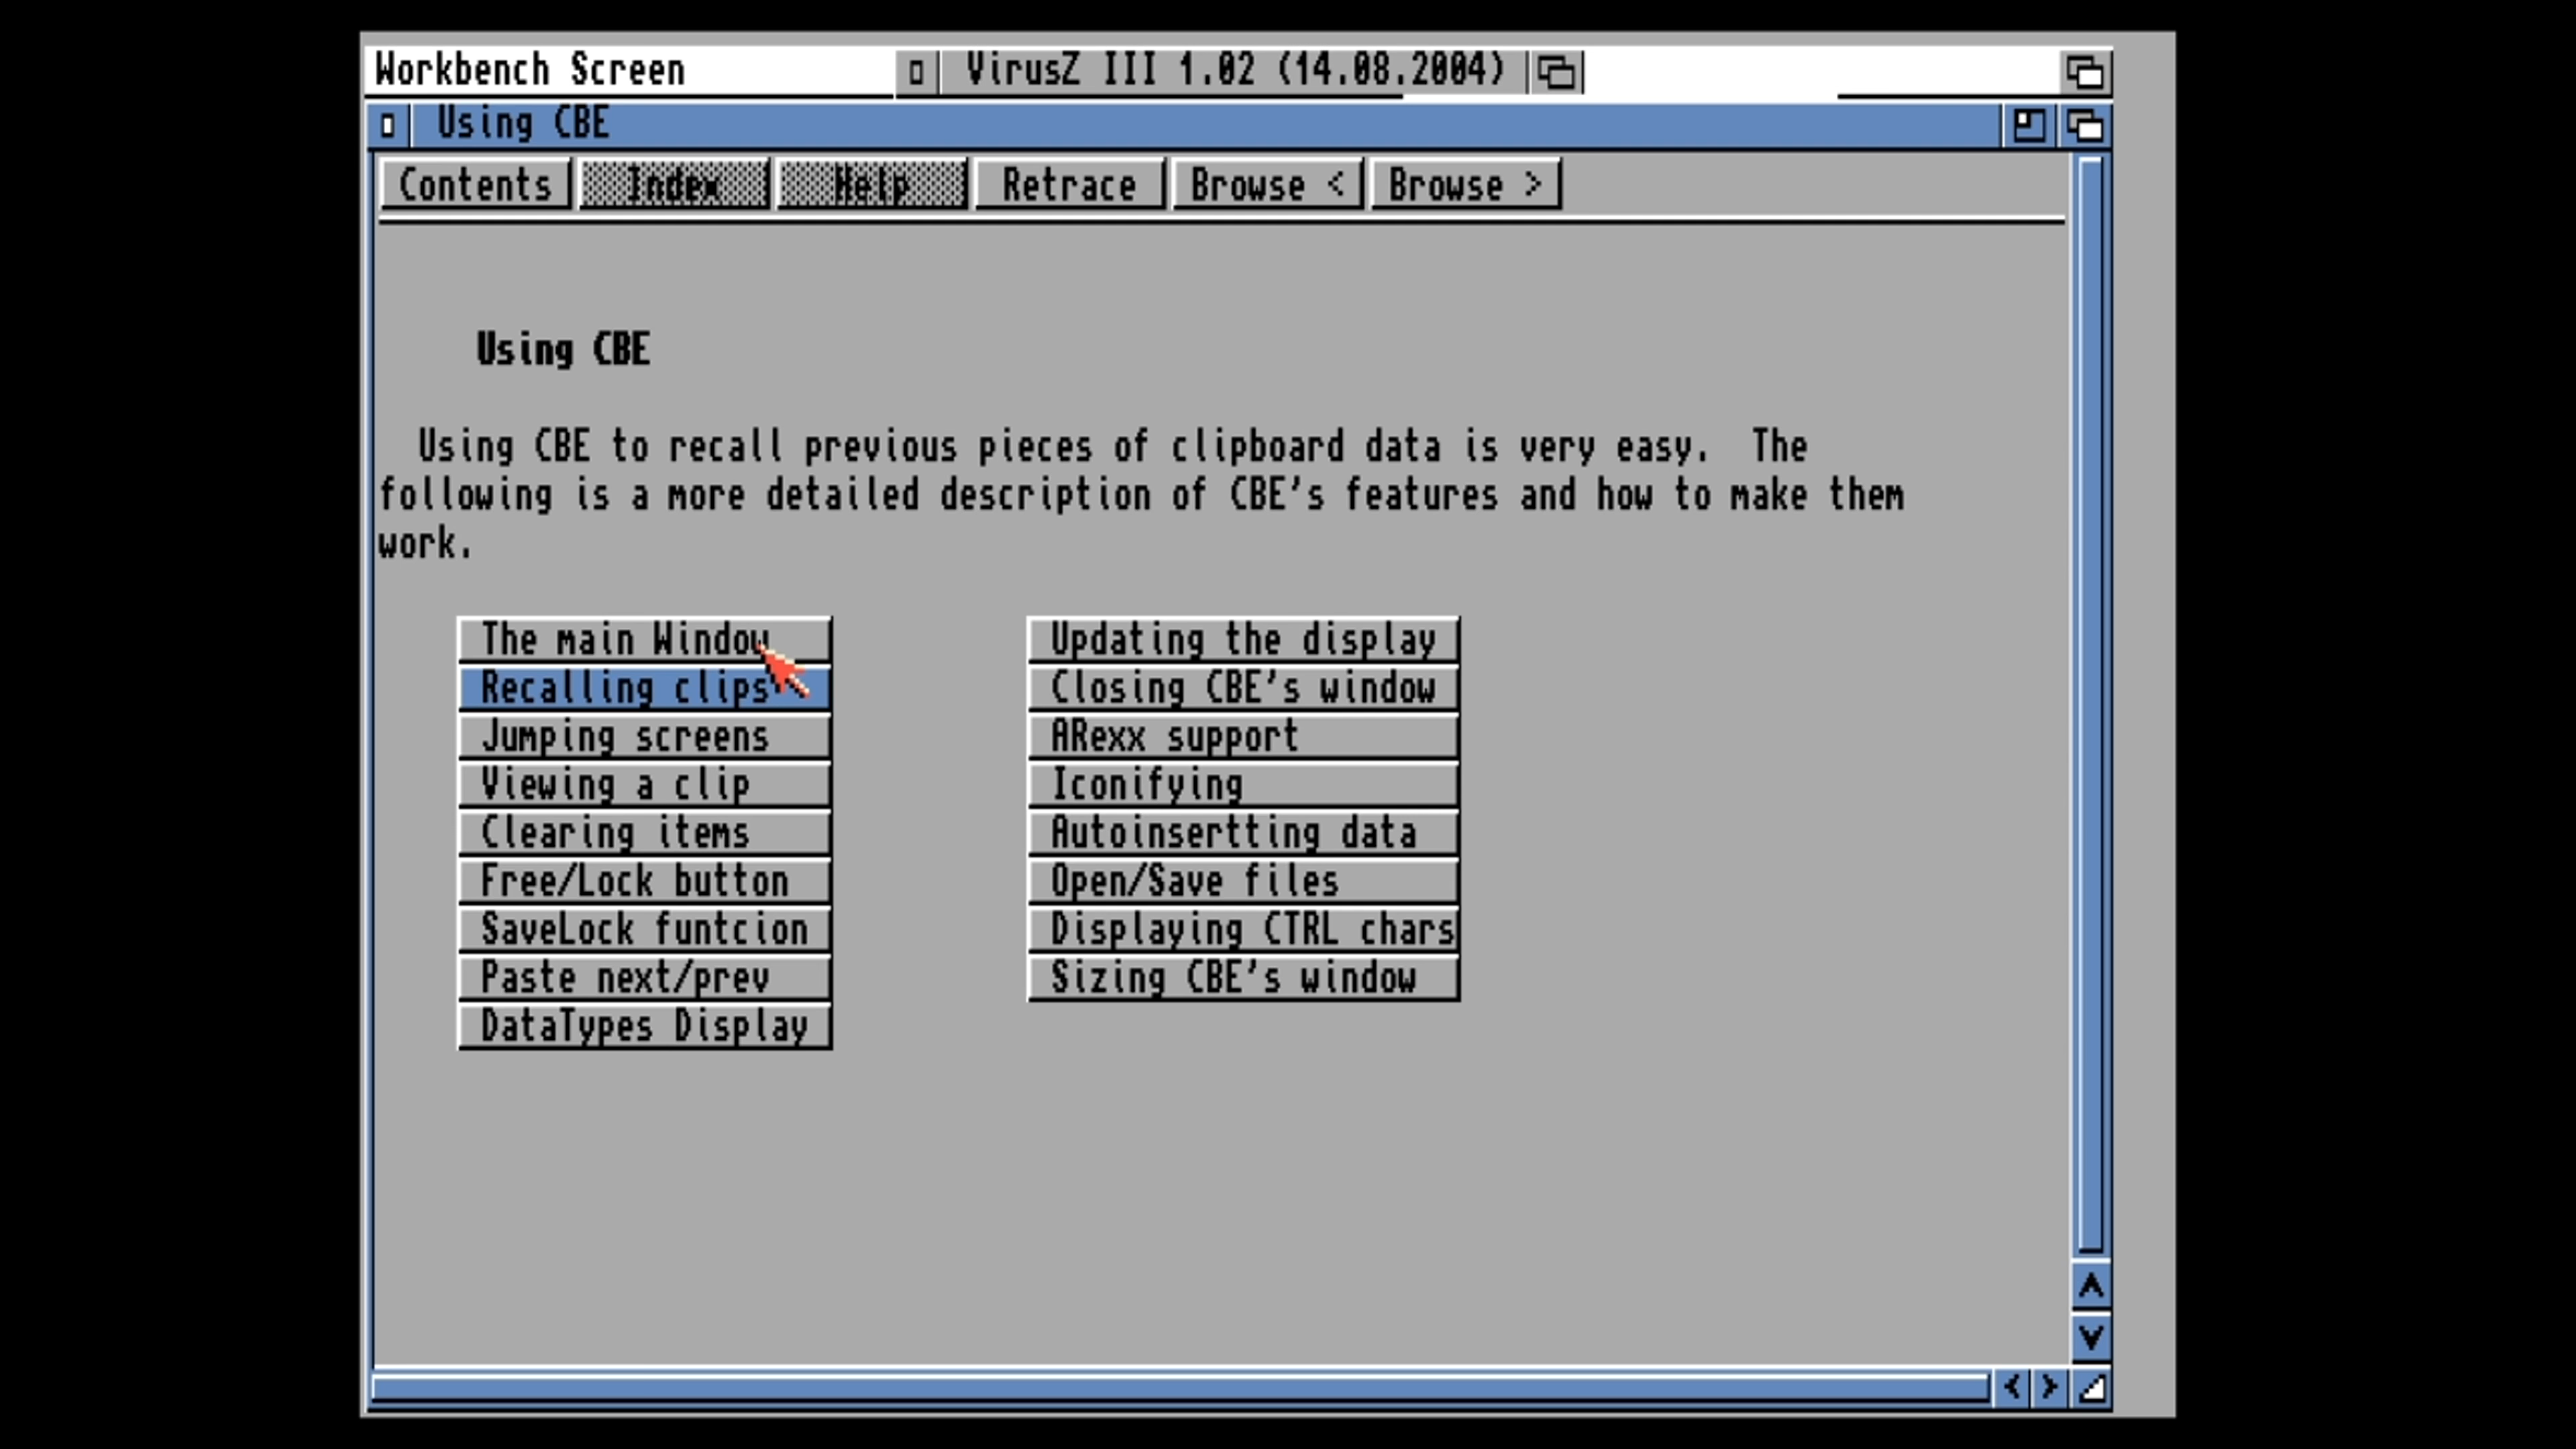 Workbench Screen
VirusZ III 1.02 (14.08.2004)
Using CBE
Contents Index Help Retrace Browse < Browse >
Using CBE
Using CBE to recall previous pieces of clipboard data is very easy. The
following is a more detailed description of CBE's features and how to make them
work.
The main Window
Recalling clips
Jumping screens
Viewing a clip
Clearing items
Free/Lock button
SaveLock funtcion
Paste next/prev
DataTypes Display
Updating the display
Closing CBE's window
ARexx support
Iconifying
Autoinsertting data
Open/Save files
Displaying CTRL chars
Sizing CBE's window